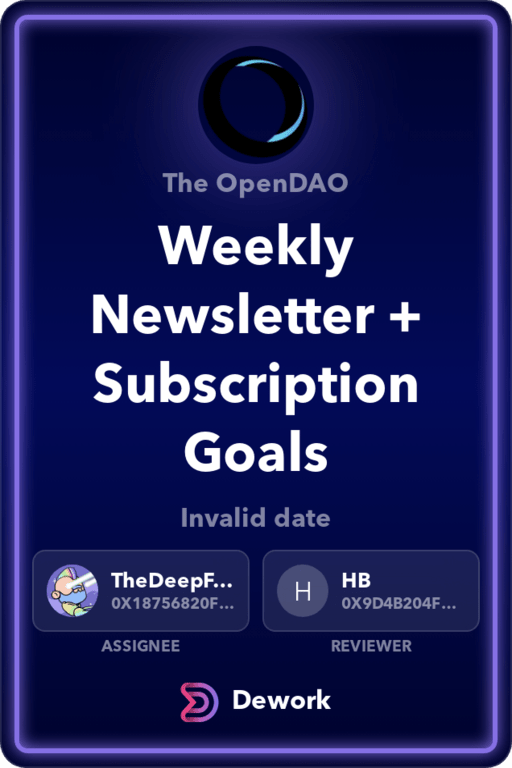 The OpenDAO
Weekly
Newsletter +
Subscription
Goals
Invalid date
TheDeepF...
0X18756820F...
ASSIGNEE
H
HB
0X9D4B204F...
REVIEWER
Dework